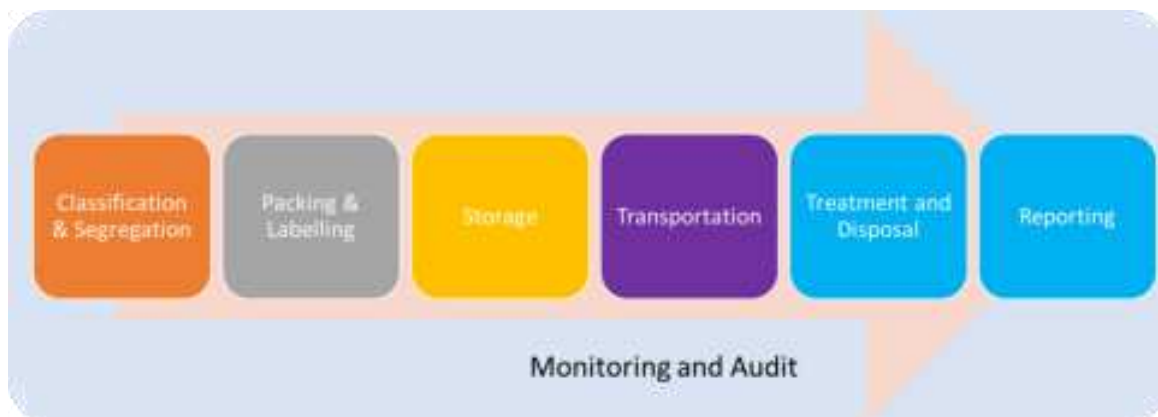 Classification
& Segregation
Packing &
Labelling
Storage
Transportation
Treatment and
Disposal
Reporting
Monitoring and Audit